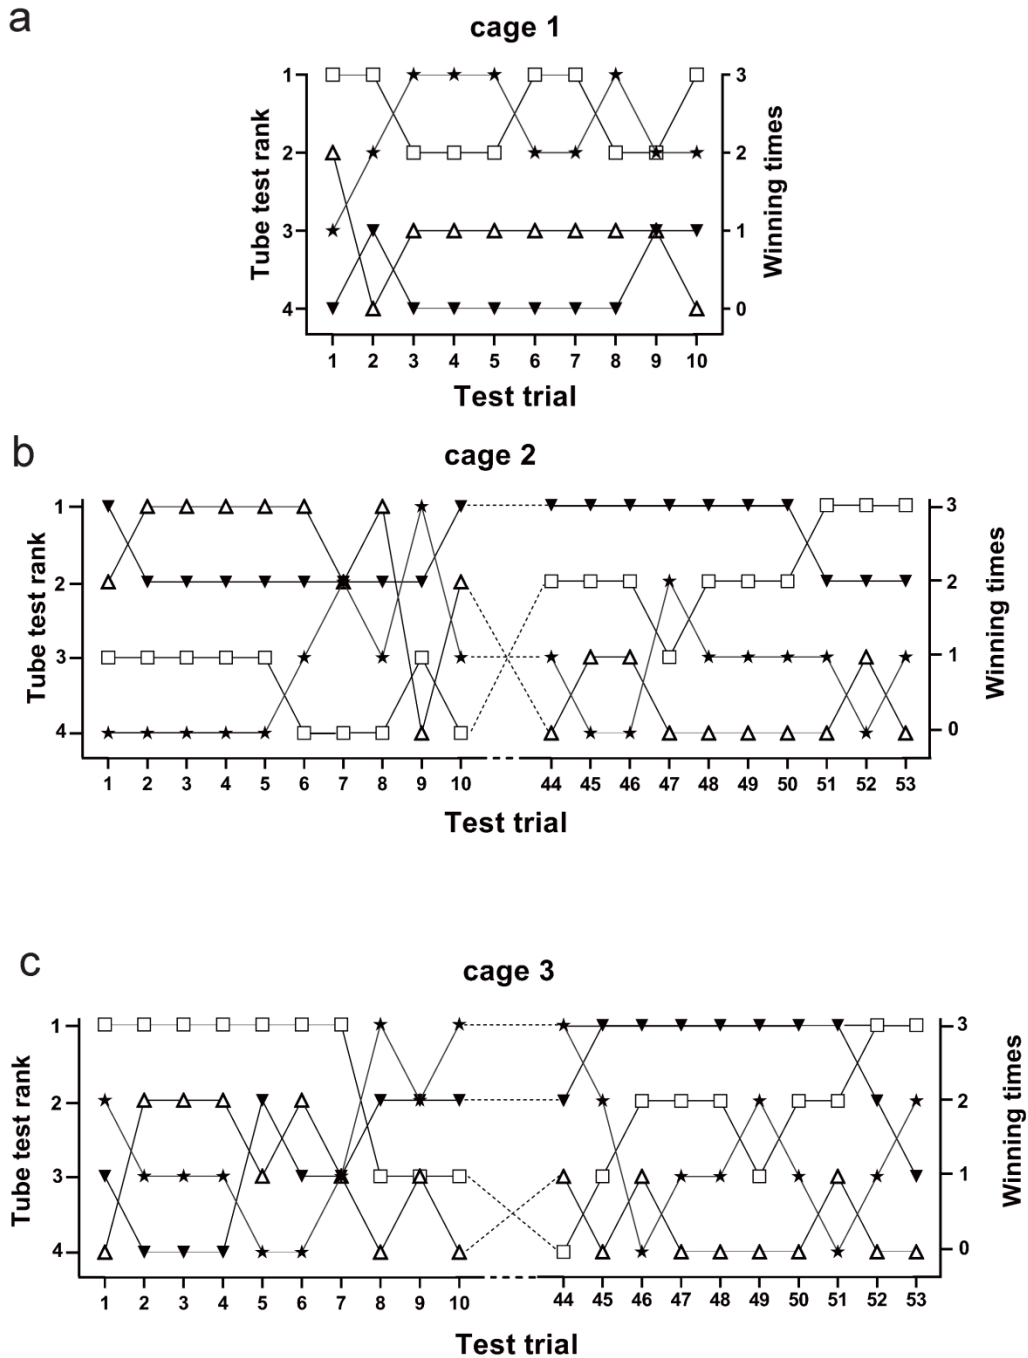 a
cage 1
Tube test rank
1
2
3
4
Winning times
3
2
1
0
1 2 3 4 5 6 7 8 9 10
Test trial
b
cage 2
Tube test rank
1
2
3
4
Winning times
3
2
1
0
1 2 3 4 5 6 7 8 9 10 44 45 46 47 48 49 50 51 52 53
Test trial
c
cage 3
Tube test rank
1
2
3
4
Winning times
3
2
1
0
1 2 3 4 5 6 7 8 9 10 44 45 46 47 48 49 50 51 52 53
Test trial